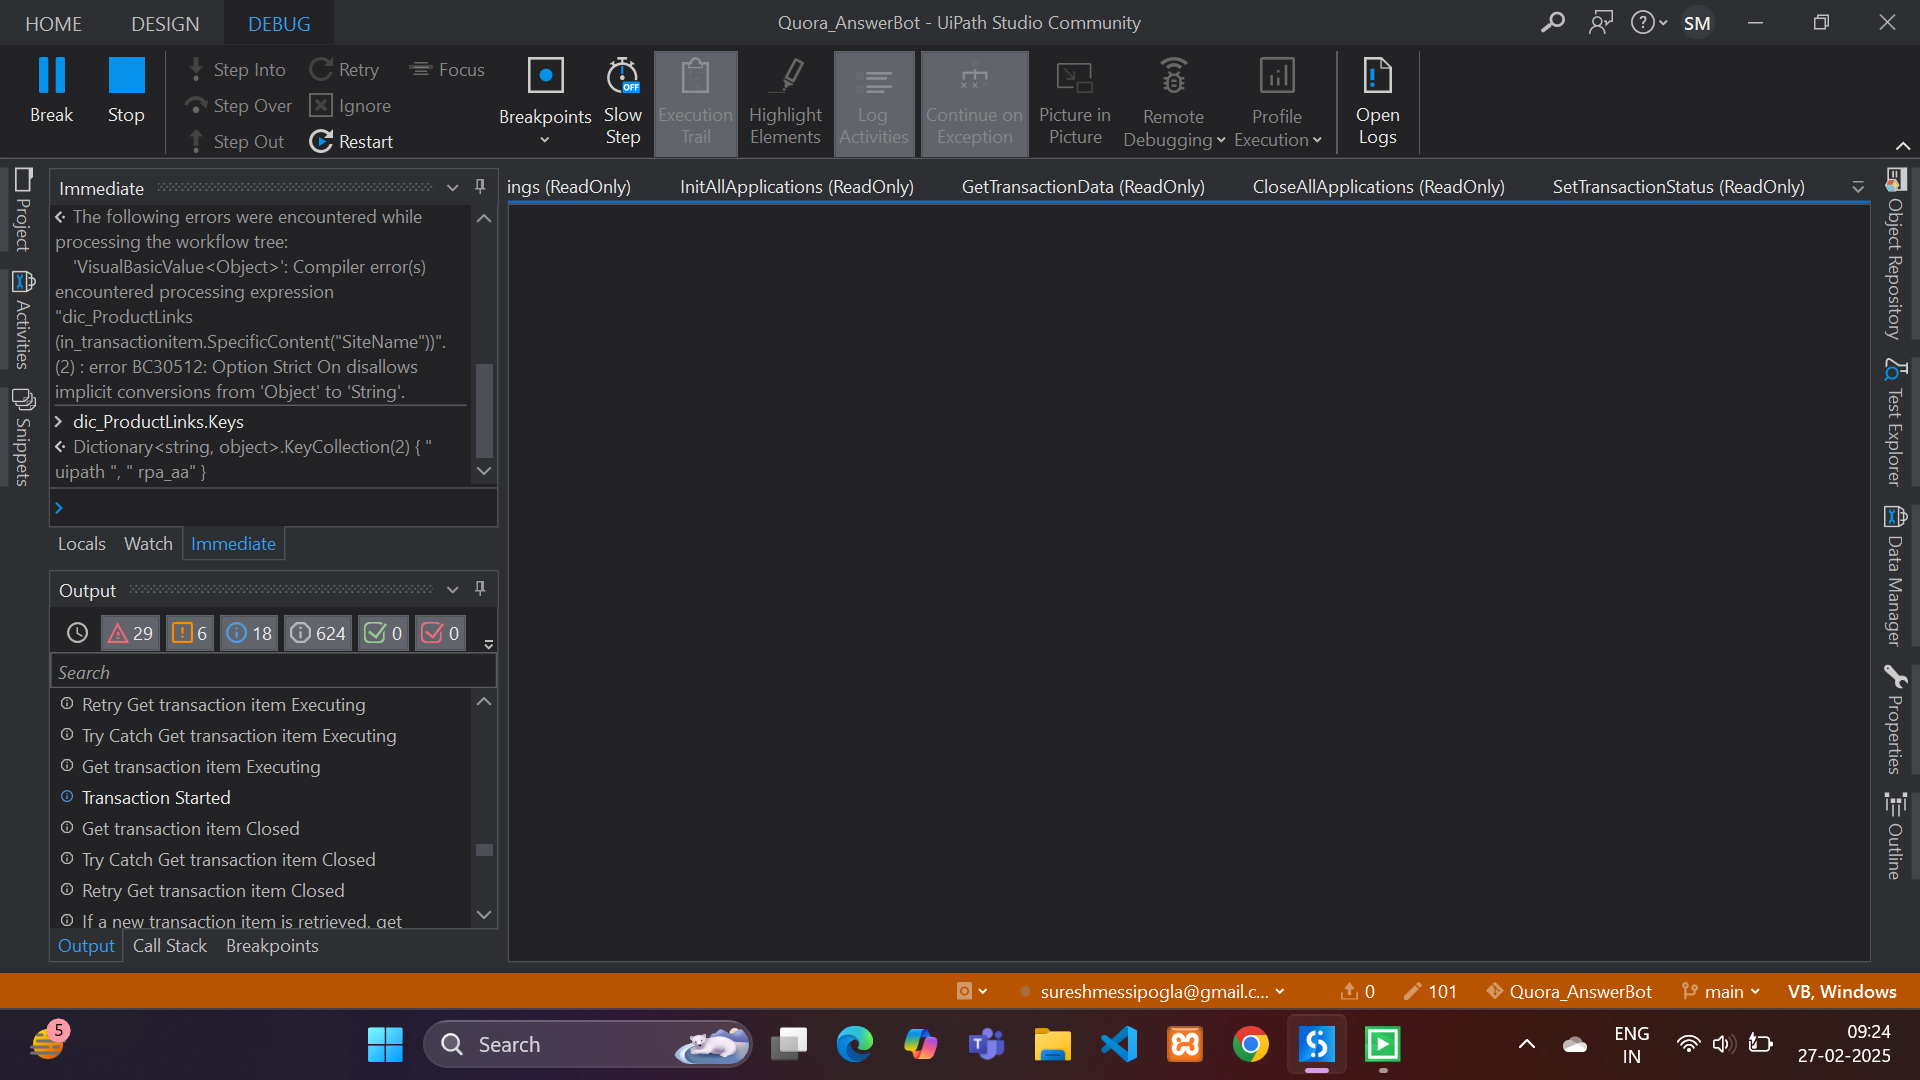 HOME DESIGN DEBUG
Quora_AnswerBot - UiPath Studio Community
SM
Break
Stop
Step Into
Step Over
Step Out
Retry
Ignore
Restart
Focus
Breakpoints
Slow
Step
OFF
Execution
Trail
Highlight
Elements
Log
Activities
Continue on
Exception
Picture in
Picture
Remote
Debugging
Profile
Execution
Open
Logs
Project
Activities
Snippets
Immediate
The following errors were encountered while
processing the workflow tree:
'VisualBasicValue<Object>': Compiler error(s)
encountered processing expression
"dic_ProductLinks
(in_transactionitem.SpecificContent("SiteName"))".
(2) : error BC30512: Option Strict On disallows
implicit conversions from 'Object' to 'String'.
dic_ProductLinks.Keys
Dictionary<string, object>.KeyCollection(2) { "
uipath ", " rpa_aa" }
Locals Watch Immediate
Output
29 6 18 624 0 0
Search
Retry Get transaction item Executing
Try Catch Get transaction item Executing
Get transaction item Executing
Transaction Started
Get transaction item Closed
Try Catch Get transaction item Closed
Retry Get transaction item Closed
If a new transaction item is retrieved, get
Output Call Stack Breakpoints
ings (ReadOnly) InitAllApplications (ReadOnly) GetTransactionData (ReadOnly) CloseAllApplications (ReadOnly) SetTransactionStatus (ReadOnly)
Object Repository
Test Explorer
Data Manager
Properties
Outline
sureshmessipogla@gmail.c... 0 101 Quora_AnswerBot main VB, Windows
5
Search
ENG
IN
09:24
27-02-2025